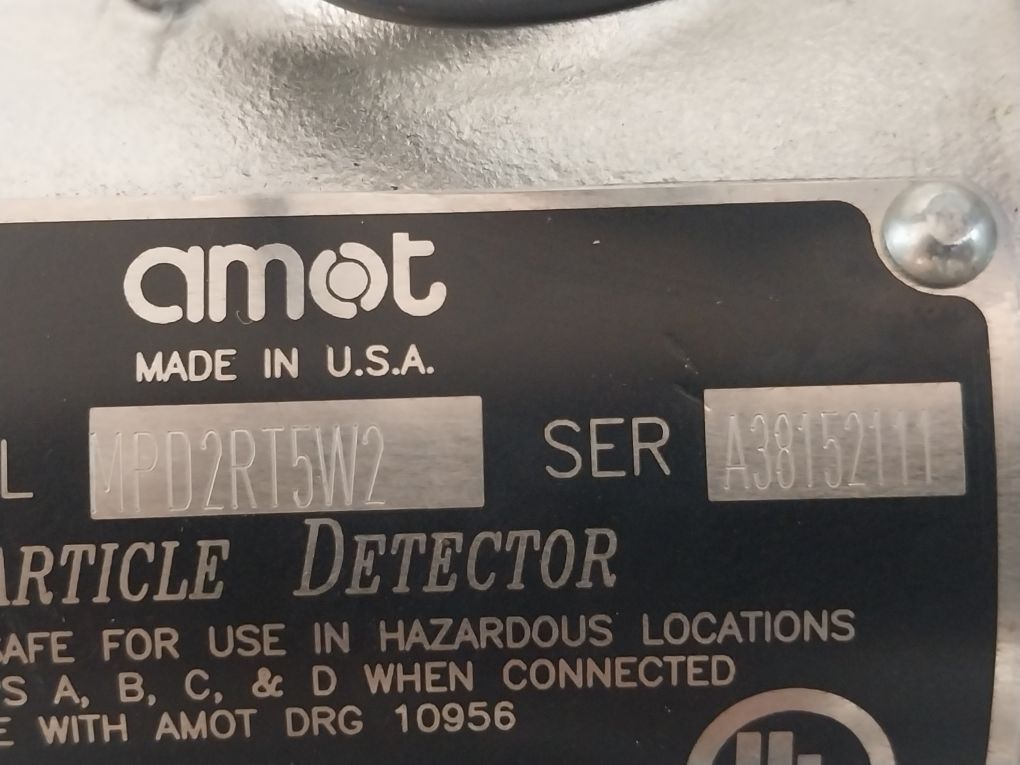 amot
MADE IN U.S.A.
L MPD2RT5W2 SER A38152111
ARTICLE DETECTOR
SAFE FOR USE IN HAZARDOUS LOCATIONS
S A, B, C, & D WHEN CONNECTED
E WITH AMOT DRG 10956